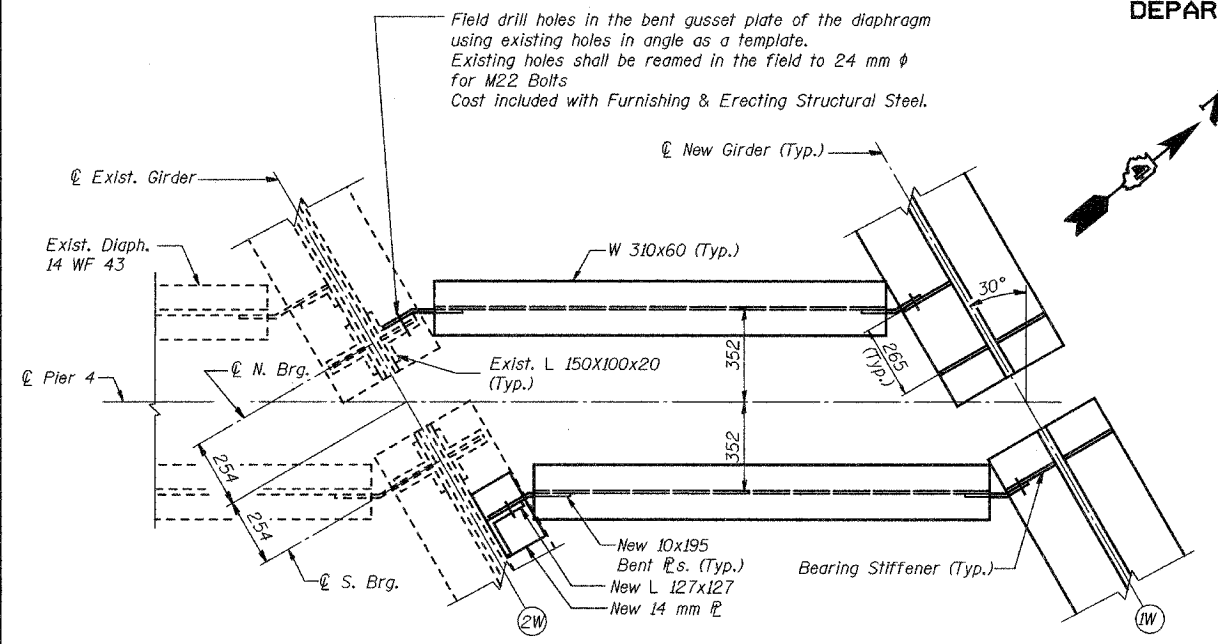 DEPAR
Field drill holes in the bent gusset plate of the diaphragm
using existing holes in angle as a template.
Existing holes shall be reamed in the field to 24 mm ϕ
for M22 Bolts
Cost included with Furnishing & Erecting Structural Steel.
℄ New Girder (Typ.)
℄ Exist. Girder
Exist. Diaph.
14 WF 43
W 310x60 (Typ.)
30°
352
265
(Typ.)
℄ N. Brg.
Exist. L 150X100x20
(Typ.)
℄ Pier 4
352
254
254
New 10x195
Bent ⅊s. (Typ.)
℄ S. Brg.
Bearing Stiffener (Typ.)
New L 127x127
New 14 mm ⅊
2W
1W